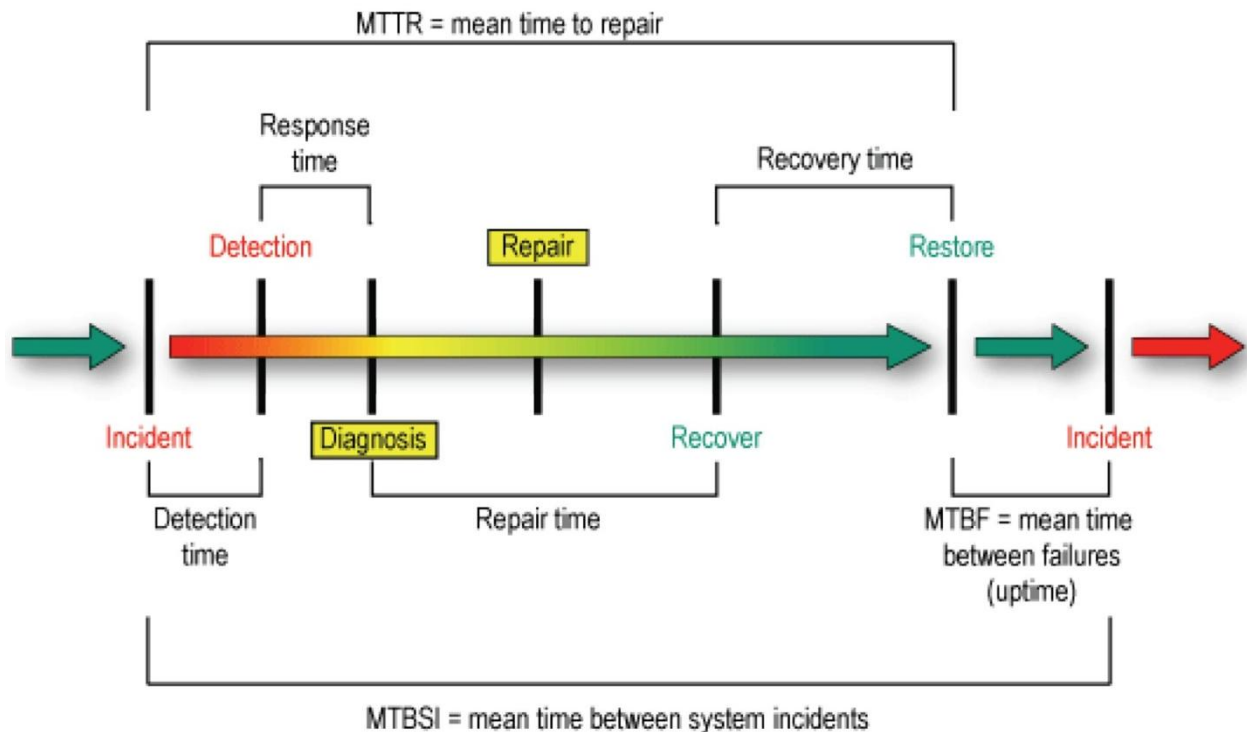 MTTR = mean time to repair
Response
time
Recovery time
Detection
Repair
Restore
Incident
Diagnosis
Recover
Incident
Detection
time
Repair time
MTBF = mean time
between failures
(uptime)
MTBSI = mean time between system incidents